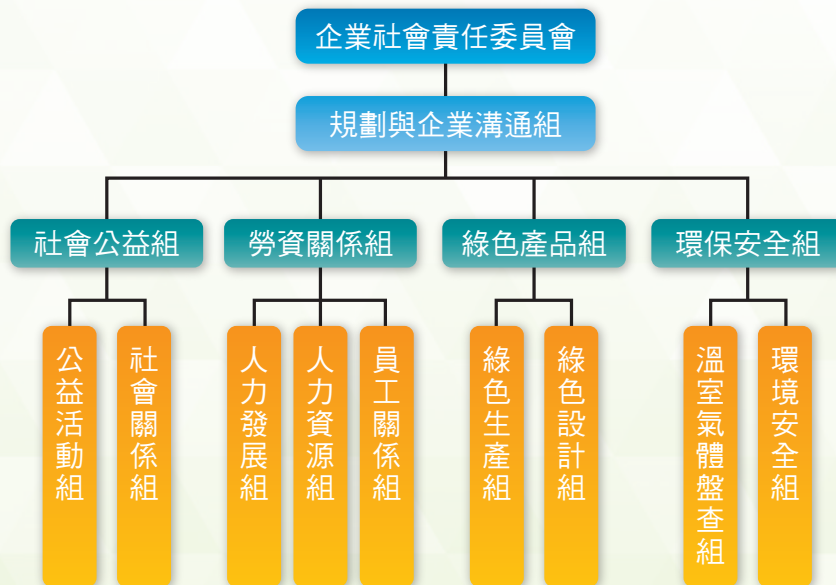 企業社會責任委員會
規劃與企業溝通組
社會公益組
勞資關係組
綠色產品組
環保安全組
公益活動組
社會關係組
人力發展組
人力資源組
員工關係組
綠色生產組
綠色設計組
溫室氣體盤查組
環境安全組